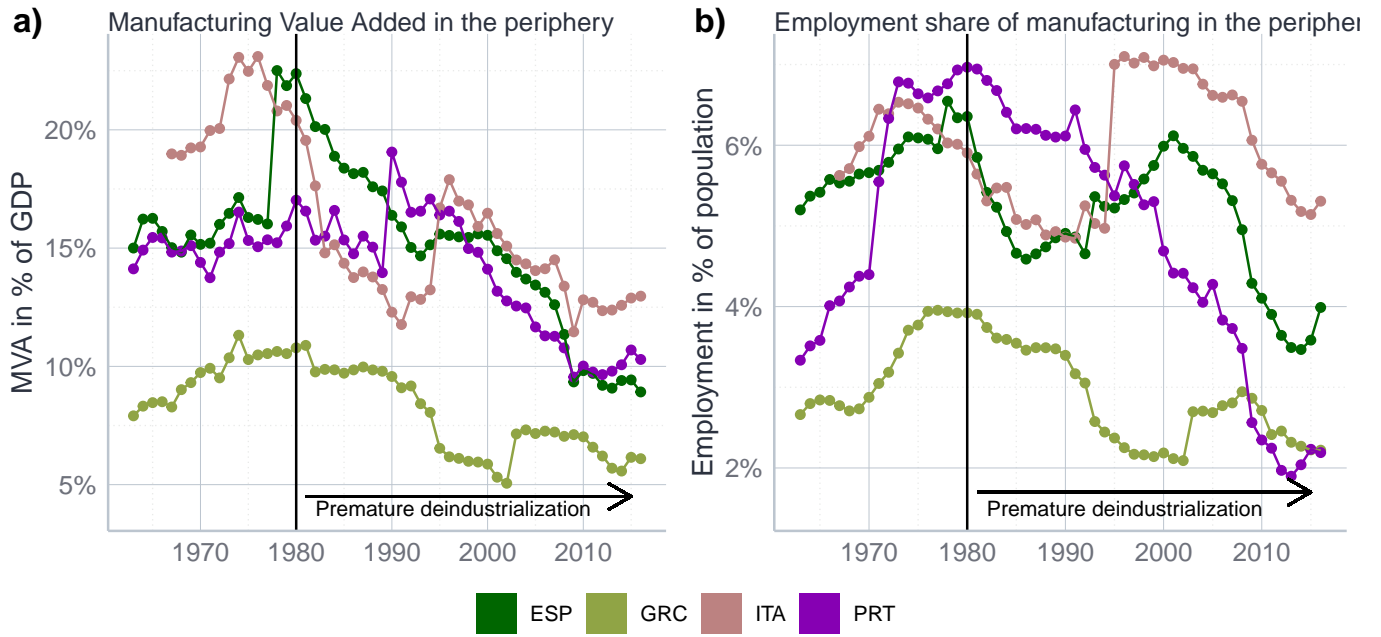 a)
Manufacturing Value Added in the periphery
MVA in % of GDP
20%
15%
10%
5%
Premature deindustrialization
1970 1980 1990 2000 2010
b)
Employment share of manufacturing in the peripher
Employment in % of population
6%
4%
2%
Premature deindustrialization
1970 1980 1990 2000 2010
ESP GRC ITA PRT